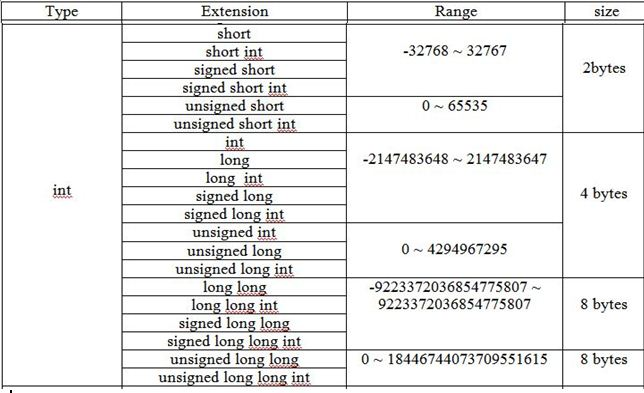 Type Extension Range size
short
short int -32768 ~ 32767
signed short 2bytes
signed short int
unsigned short 0 ~ 65535
unsigned short int
int
long -2147483648 ~ 2147483647
long int
int signed long 4 bytes
signed long int
unsigned int
unsigned long 0 ~ 4294967295
unsigned long int
long long -9223372036854775807 ~
long long int 9223372036854775807 8 bytes
signed long long
signed long long int
unsigned long long 0 ~ 18446744073709551615 8 bytes
unsigned long long int